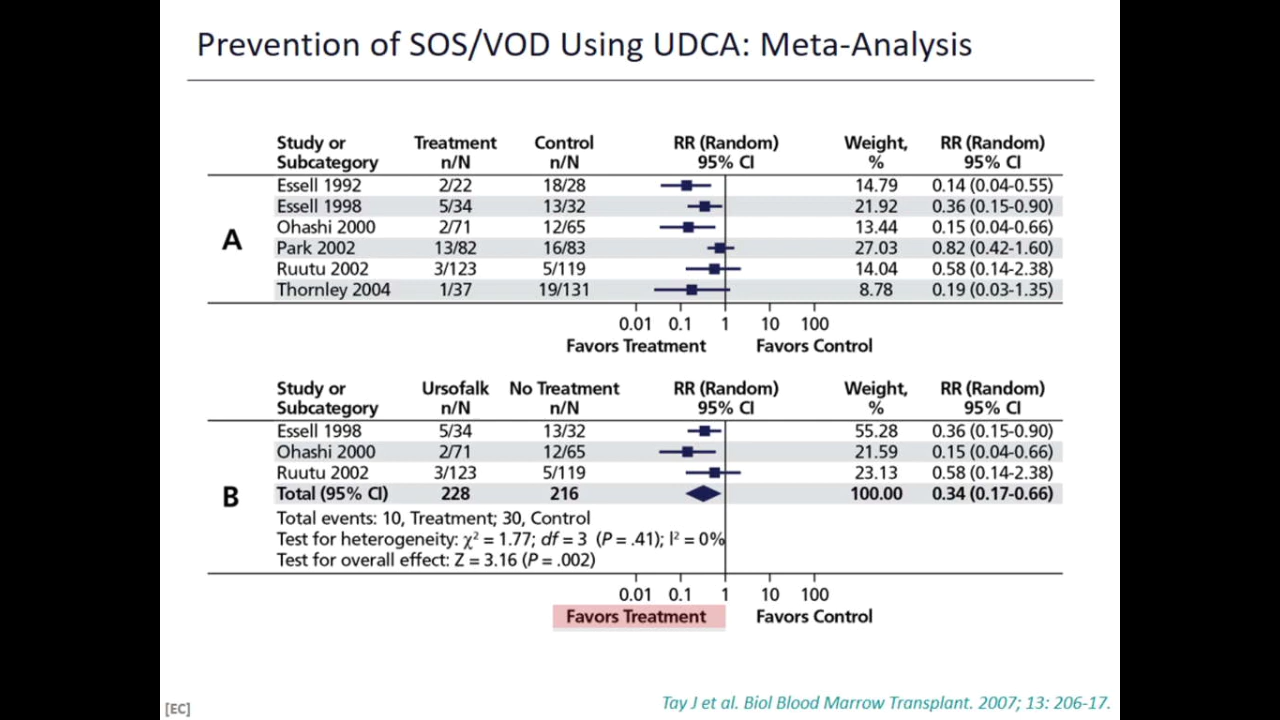 Prevention of SOS/VOD Using UDCA: Meta-Analysis
Study or Treatment Control RR (Random) Weight, RR (Random)
Subcategory n/N n/N 95% CI % 95% CI
Essell 1992 2/22 18/28 14.79 0.14 (0.04-0.55)
Essell 1998 5/34 13/32 21.92 0.36 (0.15-0.90)
Ohashi 2000 2/71 12/65 13.44 0.15 (0.04-0.66)
A
Park 2002 13/82 16/83 27.03 0.82 (0.42-1.60)
Ruutu 2002 3/123 5/119 14.04 0.58 (0.14-2.38)
Thornley 2004 1/37 19/131 8.78 0.19 (0.03-1.35)
0.01 0.1 1 10 100
Favors Treatment Favors Control
Study or Ursofalk No Treatment RR (Random) Weight, RR (Random)
Subcategory n/N n/N 95% CI % 95% CI
Essell 1998 5/34 13/32 55.28 0.36 (0.15-0.90)
Ohashi 2000 2/71 12/65 21.59 0.15 (0.04-0.66)
Ruutu 2002 3/123 5/119 23.13 0.58 (0.14-2.38)
B Total (95% CI) 228 216 100.00 0.34 (0.17-0.66)
Total events: 10, Treatment; 30, Control
Test for heterogeneity: χ² = 1.77; df = 3 (P = .41); I² = 0%
Test for overall effect: Z = 3.16 (P = .002)
0.01 0.1 1 10 100
Favors Treatment Favors Control
Tay J et al. Biol Blood Marrow Transplant. 2007; 13: 206-17.
[EC]